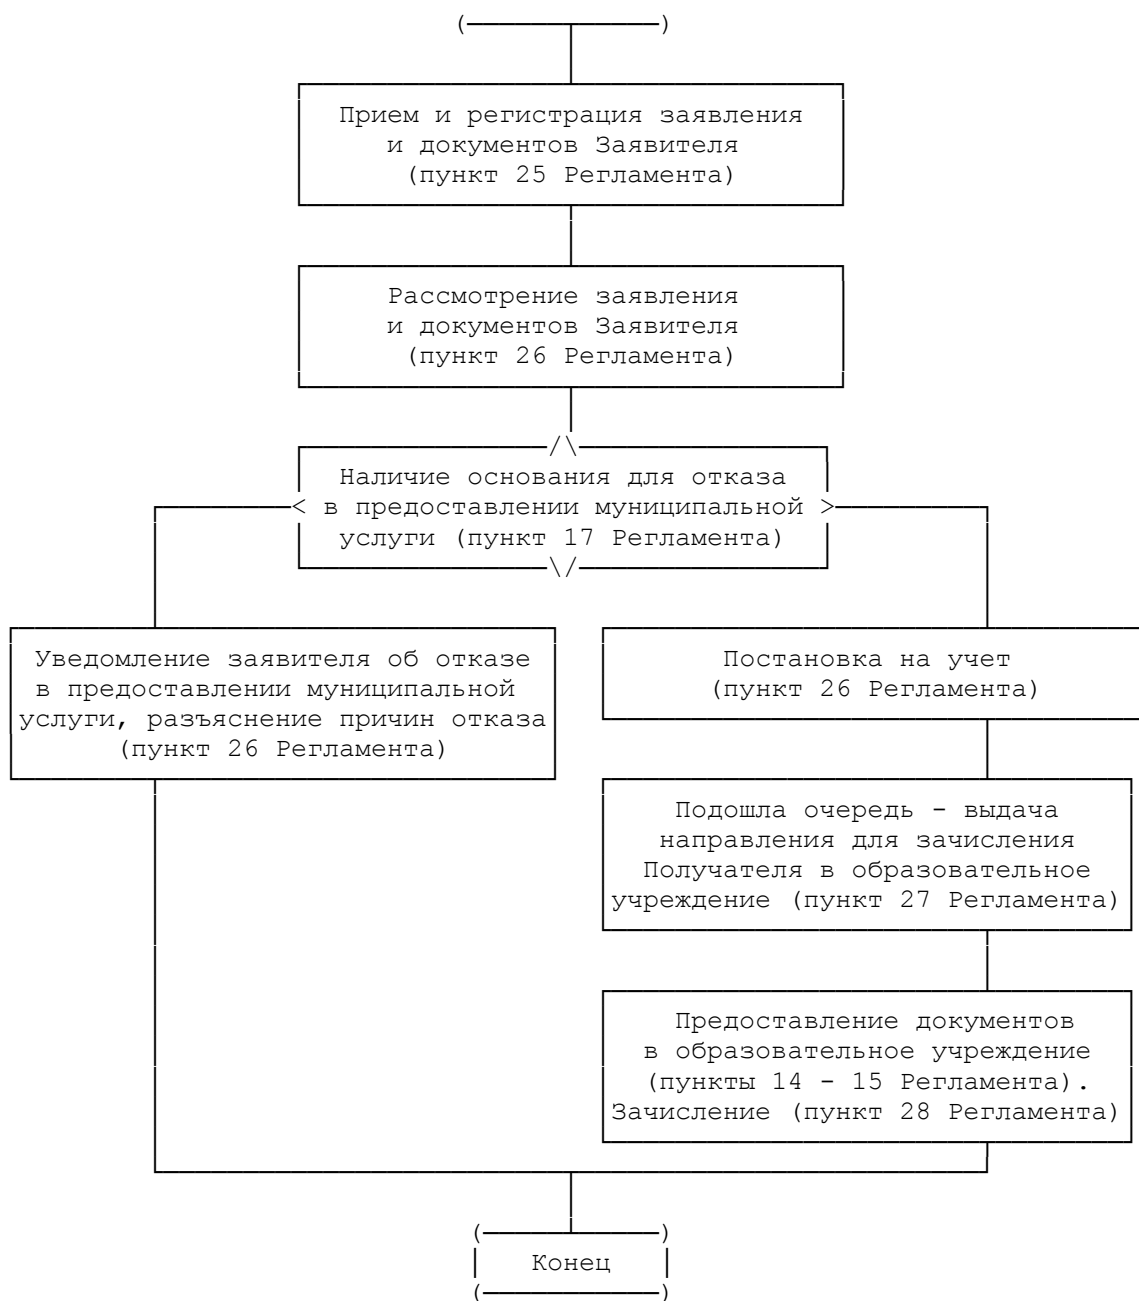 Прием и регистрация заявления
и документов Заявителя
(пункт 25 Регламента)
Рассмотрение заявления
и документов Заявителя
(пункт 26 Регламента)
Наличие основания для отказа
в предоставлении муниципальной
услуги (пункт 17 Регламента)
Уведомление заявителя об отказе
в предоставлении муниципальной
услуги, разъяснение причин отказа
(пункт 26 Регламента)
Постановка на учет
(пункт 26 Регламента)
Подошла очередь - выдача
направления для зачисления
Получателя в образовательное
учреждение (пункт 27 Регламента)
Предоставление документов
в образовательное учреждение
(пункты 14 - 15 Регламента).
Зачисление (пункт 28 Регламента)
Конец